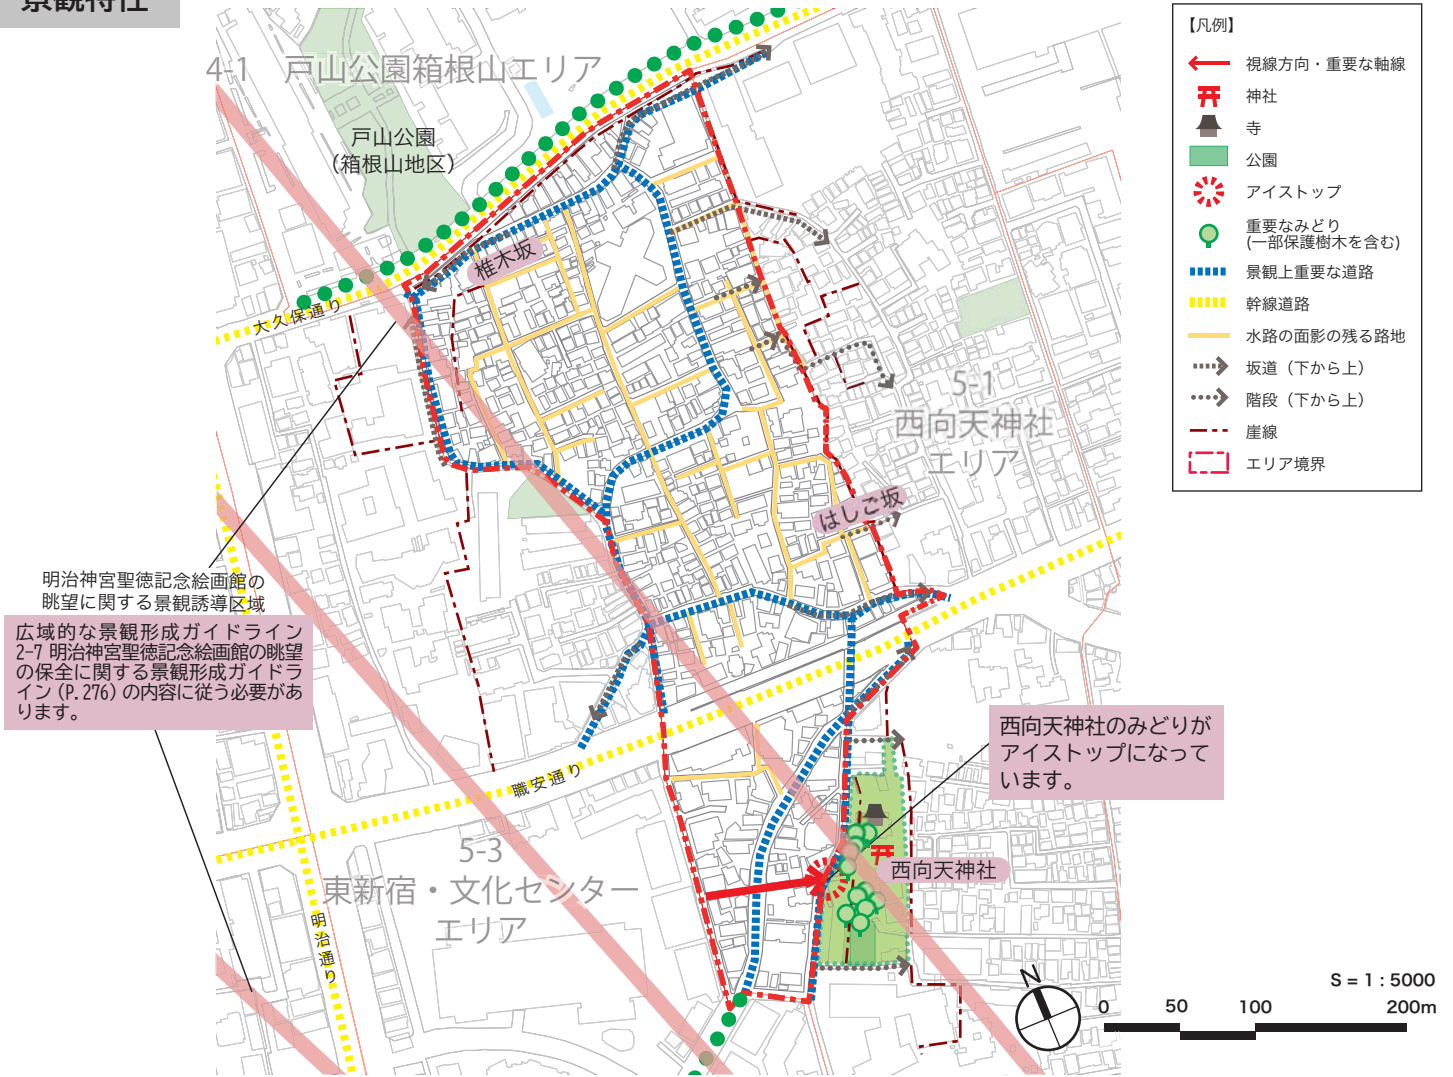 景観特性
4-1 戸山公園箱根山エリア
戸山公園
（箱根山地区）
椎木坂
大久保通り
5-1
西向天神社
エリア
はしご坂
明治神宮聖徳記念絵画館の
眺望に関する景観誘導区域
広域的な景観形成ガイドライン
2-7 明治神宮聖徳記念絵画館の眺望
の保全に関する景観形成ガイドラ
イン（P.276）の内容に従う必要があ
ります。
職安通り
西向天神社のみどりが
アイストップになって
います。
5-3
東新宿・文化センター
エリア
西向天神社
明治通り
【凡例】
視線方向・重要な軸線
神社
寺
公園
アイストップ
重要なみどり
(一部保護樹木を含む)
景観上重要な道路
幹線道路
水路の面影の残る路地
坂道（下から上）
階段（下から上）
崖線
エリア境界
N
S = 1 : 5000
0 50 100 200m